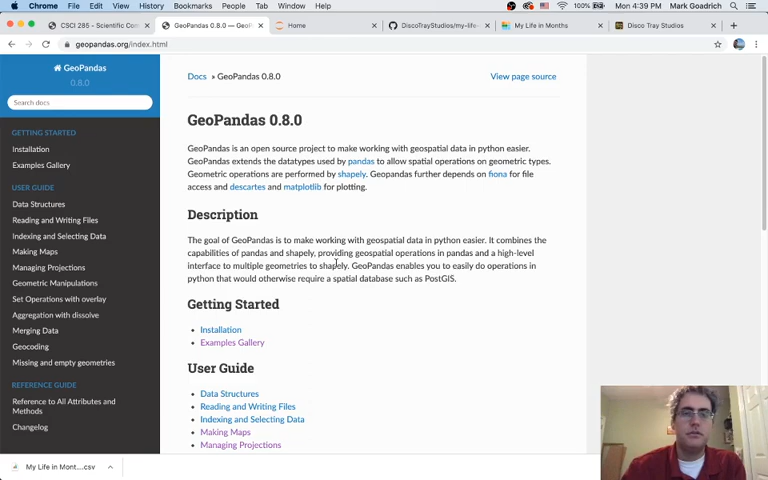 Chrome File Edit View History Bookmarks People Tab Window Help 100% Mon 4:39 PM Mark Goadrich
CSCI 285 - Scientific Com
GeoPandas 0.8.0 — GeoP
Home
DiscoTrayStudios/my-life-
My Life in Months
Disco Tray Studios
geopandas.org/index.html
GeoPandas
0.8.0
Search docs
GETTING STARTED
Installation
Examples Gallery
USER GUIDE
Data Structures
Reading and Writing Files
Indexing and Selecting Data
Making Maps
Managing Projections
Geometric Manipulations
Set Operations with overlay
Aggregation with dissolve
Merging Data
Geocoding
Missing and empty geometries
REFERENCE GUIDE
Reference to All Attributes and
Methods
Changelog
Docs » GeoPandas 0.8.0
View page source
GeoPandas 0.8.0
GeoPandas is an open source project to make working with geospatial data in python easier.
GeoPandas extends the datatypes used by pandas to allow spatial operations on geometric types.
Geometric operations are performed by shapely. Geopandas further depends on fiona for file
access and descartes and matplotlib for plotting.
Description
The goal of GeoPandas is to make working with geospatial data in python easier. It combines the
capabilities of pandas and shapely, providing geospatial operations in pandas and a high-level
interface to multiple geometries to shapely. GeoPandas enables you to easily do operations in
python that would otherwise require a spatial database such as PostGIS.
Getting Started
Installation
Examples Gallery
User Guide
Data Structures
Reading and Writing Files
Indexing and Selecting Data
Making Maps
Managing Projections
My Life in Mont....csv